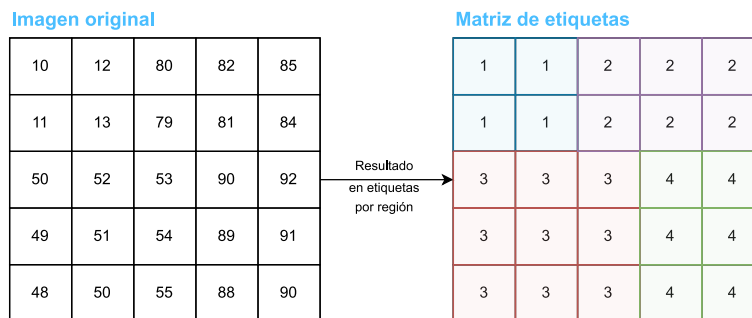 Imagen original
10 12 80 82 85
11 13 79 81 84
50 52 53 90 92
49 51 54 89 91
48 50 55 88 90
Resultado
en etiquetas
por región
Matriz de etiquetas
1 1 2 2 2
1 1 2 2 2
3 3 3 4 4
3 3 3 4 4
3 3 3 4 4